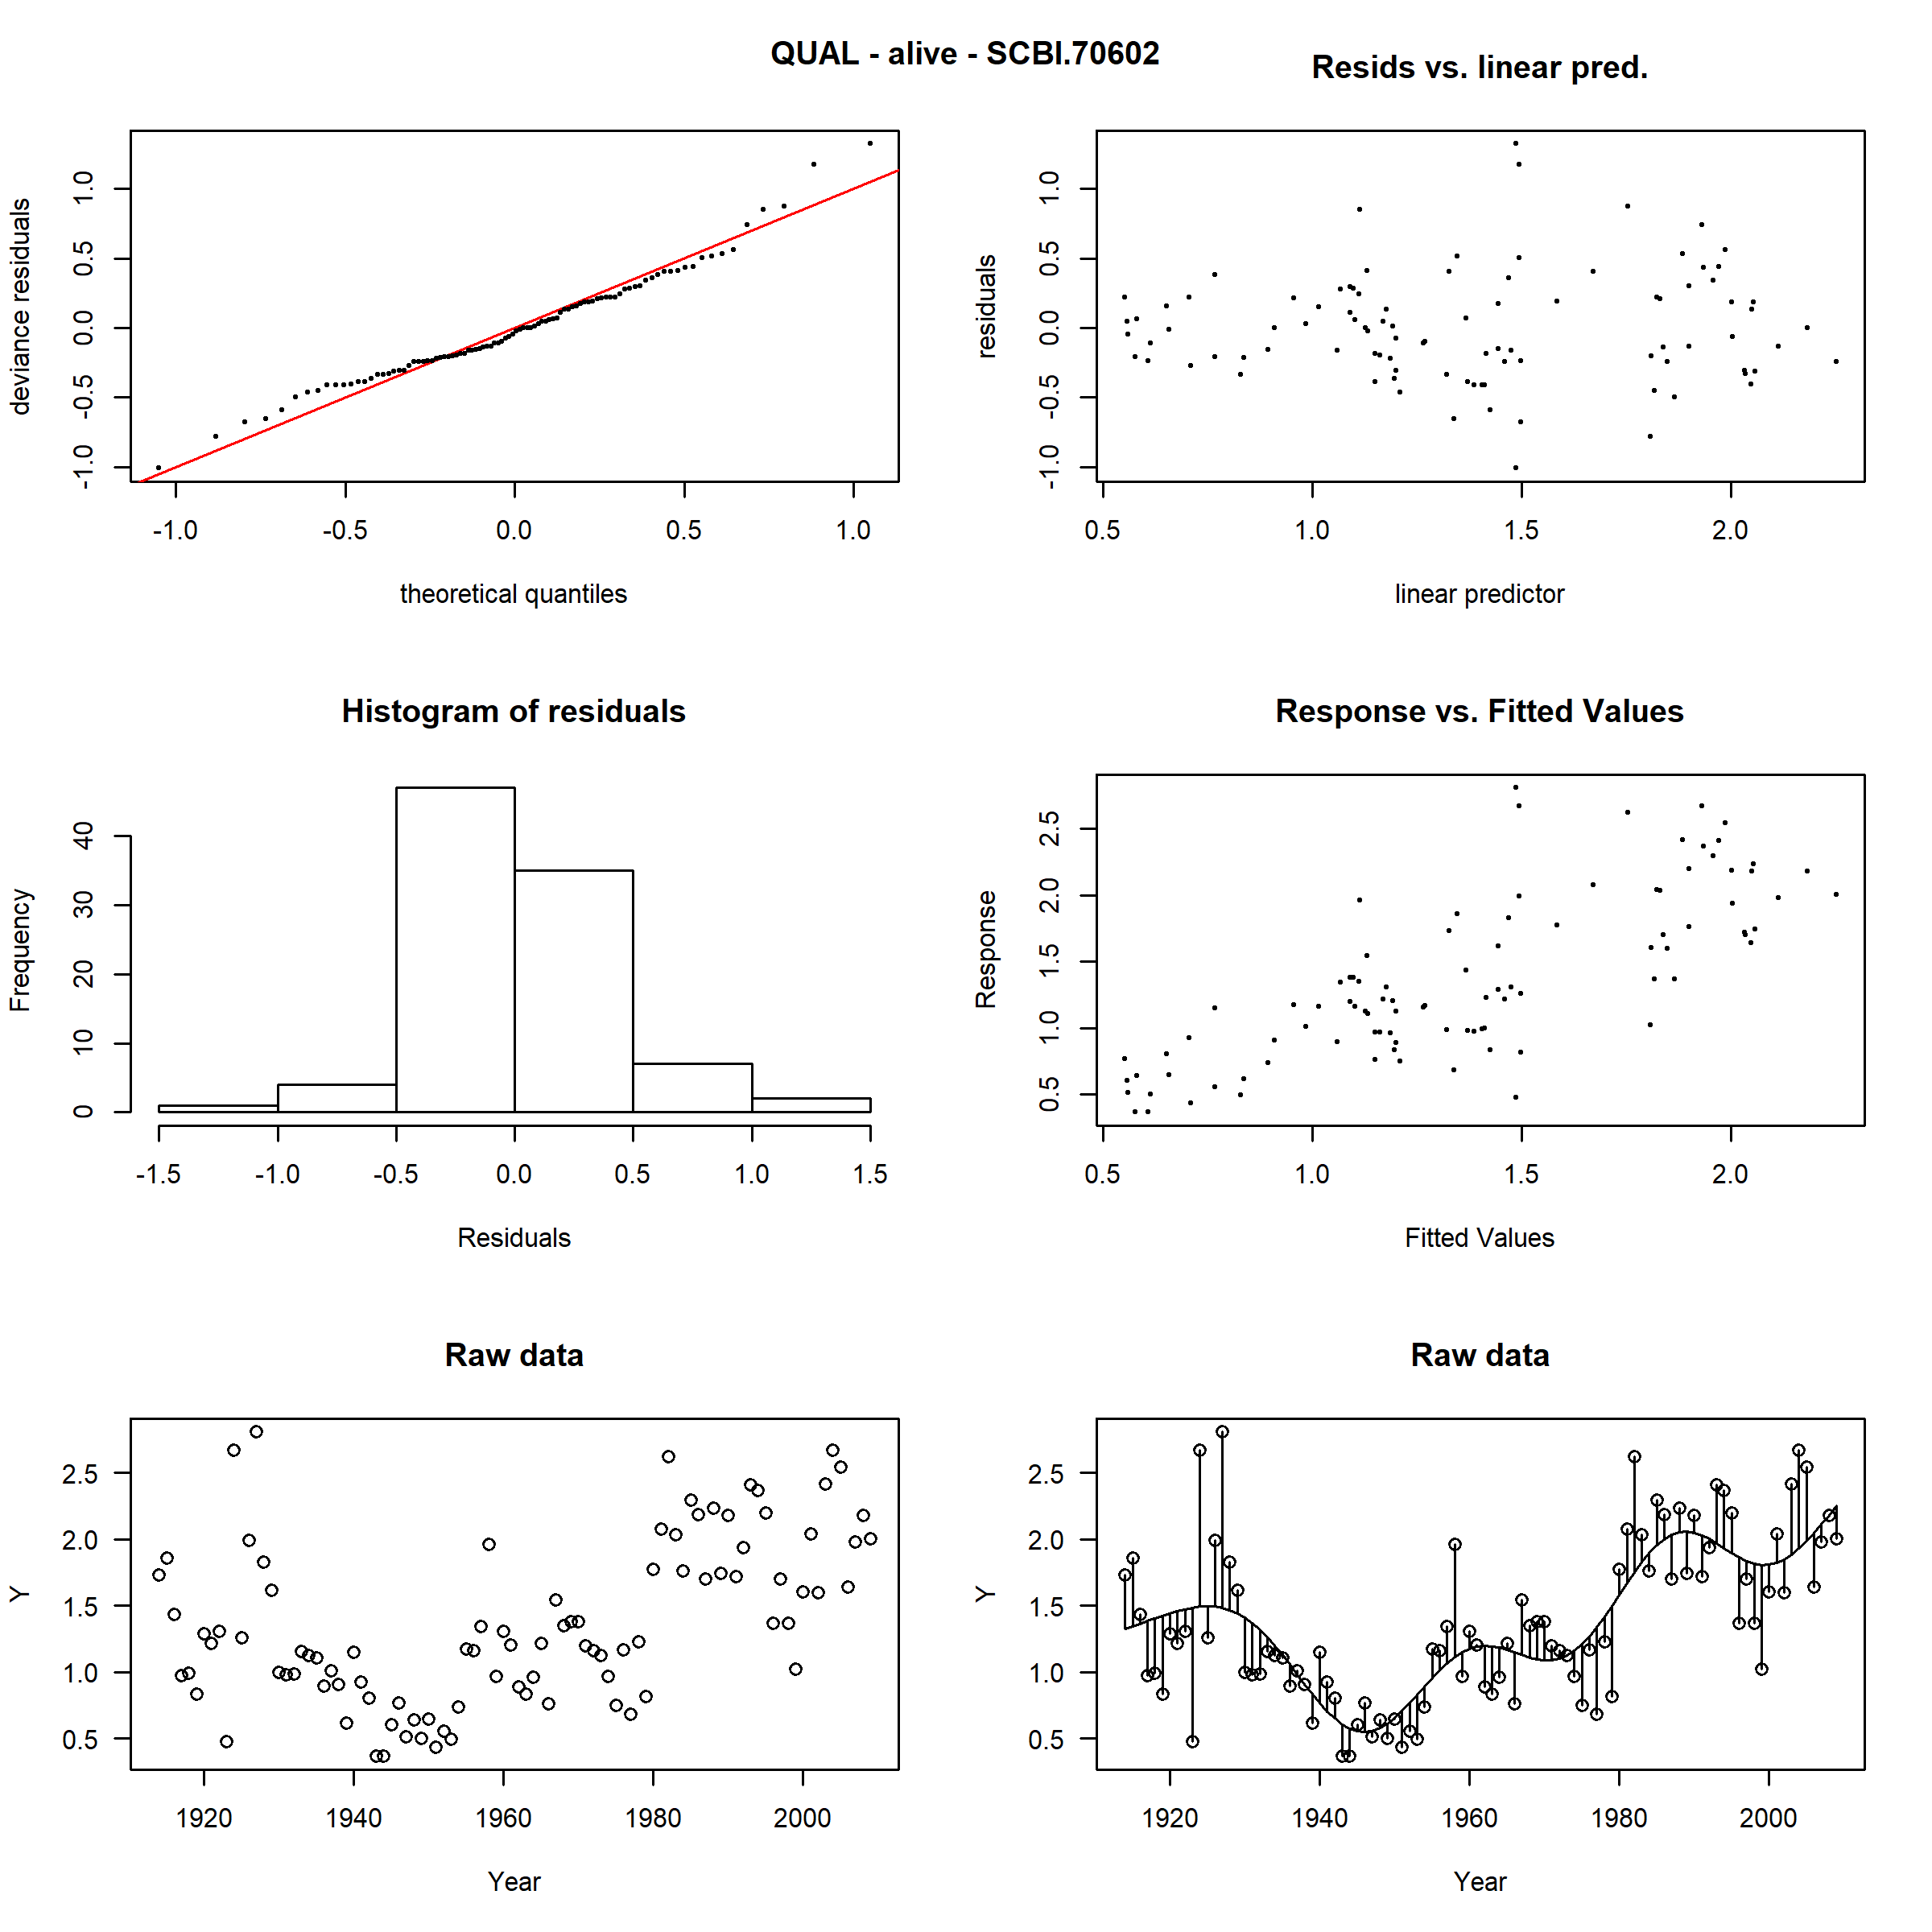 QUAL - alive - SCBI.70602
Resids vs. linear pred.
deviance residuals
1.0
0.5
0.0
-0.5
-1.0
-1.0 -0.5 0.0 0.5 1.0
theoretical quantiles
residuals
1.0
0.5
0.0
-0.5
-1.0
0.5 1.0 1.5 2.0
linear predictor
Histogram of residuals
Frequency
40
30
20
10
0
-1.5 -1.0 -0.5 0.0 0.5 1.0 1.5
Residuals
Response vs. Fitted Values
Response
2.5
2.0
1.5
1.0
0.5
0.5 1.0 1.5 2.0
Fitted Values
Raw data
Y
2.5
2.0
1.5
1.0
0.5
1920 1940 1960 1980 2000
Year
Raw data
Y
2.5
2.0
1.5
1.0
0.5
1920 1940 1960 1980 2000
Year